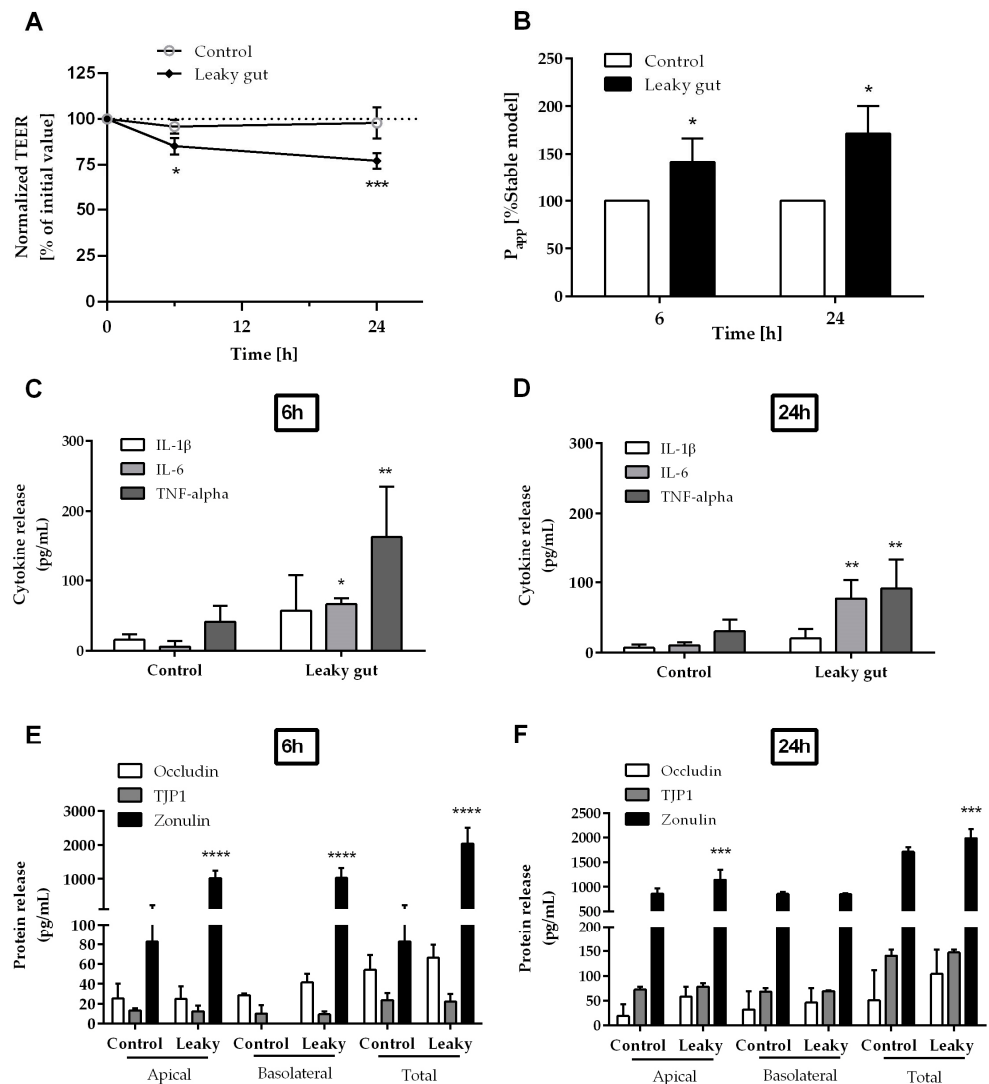 A
Control
Leaky gut
Normalized TEER
[% of initial value]
125
100
75
50
25
0
*
***
0
12
24
Time [h]
B
Control
Leaky gut
Papp [%Stable model]
250
200
150
100
50
0
*
*
6
24
Time [h]
C
6h
IL-1β
IL-6
TNF-alpha
Cytokine release
(pg/mL)
300
200
100
0
*
**
Control
Leaky gut
D
24h
IL-1β
IL-6
TNF-alpha
Cytokine release
(pg/mL)
300
200
100
0
**
**
Control
Leaky gut
E
6h
Occludin
TJP1
Zonulin
Protein release
(pg/mL)
3000
2000
1000
100
80
60
40
20
0
****
****
****
Control Leaky Control Leaky Control Leaky
Apical Basolateral Total
F
24h
Occludin
TJP1
Zonulin
Protein release
(pg/mL)
2500
2000
1500
1000
500
200
150
100
50
0
***
***
Control Leaky Control Leaky Control Leaky
Apical Basolateral Total